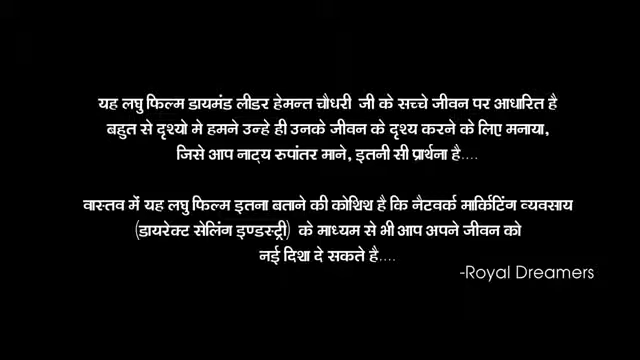 यह लघु फिल्म डायमंड लीडर हेमन्त चौधरी जी के सच्चे जीवन पर आधारित है
बहुत से दृश्यो मे हमने उन्हे ही उनके जीवन के दृश्य करने के लिए मनाया,
जिसे आप नाट्य रुपांतर माने, इतनी सी प्रार्थना है....
वास्तव में यह लघु फिल्म इतना बताने की कोशिश है कि नैटवर्क मार्किटिंग व्यवसाय
(डायरेक्ट सेलिंग इण्डस्ट्री) के माध्यम से भी आप अपने जीवन को
नई दिशा दे सकते है....
-Royal Dreamers